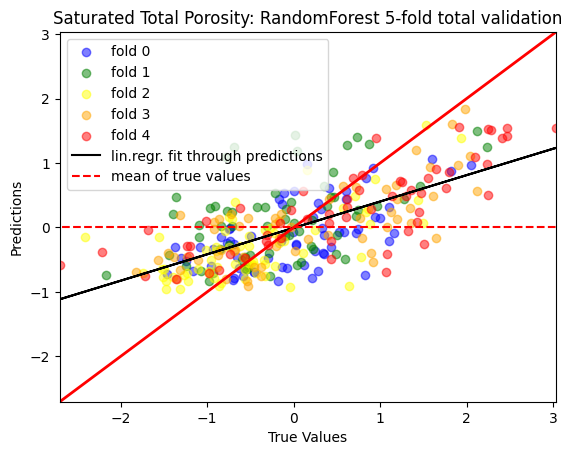 Saturated Total Porosity: RandomForest 5-fold total validation
fold 0
fold 1
fold 2
fold 3
fold 4
lin.regr. fit through prediction
mean of true values
Predictions
3
2
1
0
−1
−2
−2 −1 0 1 2 3
True Values